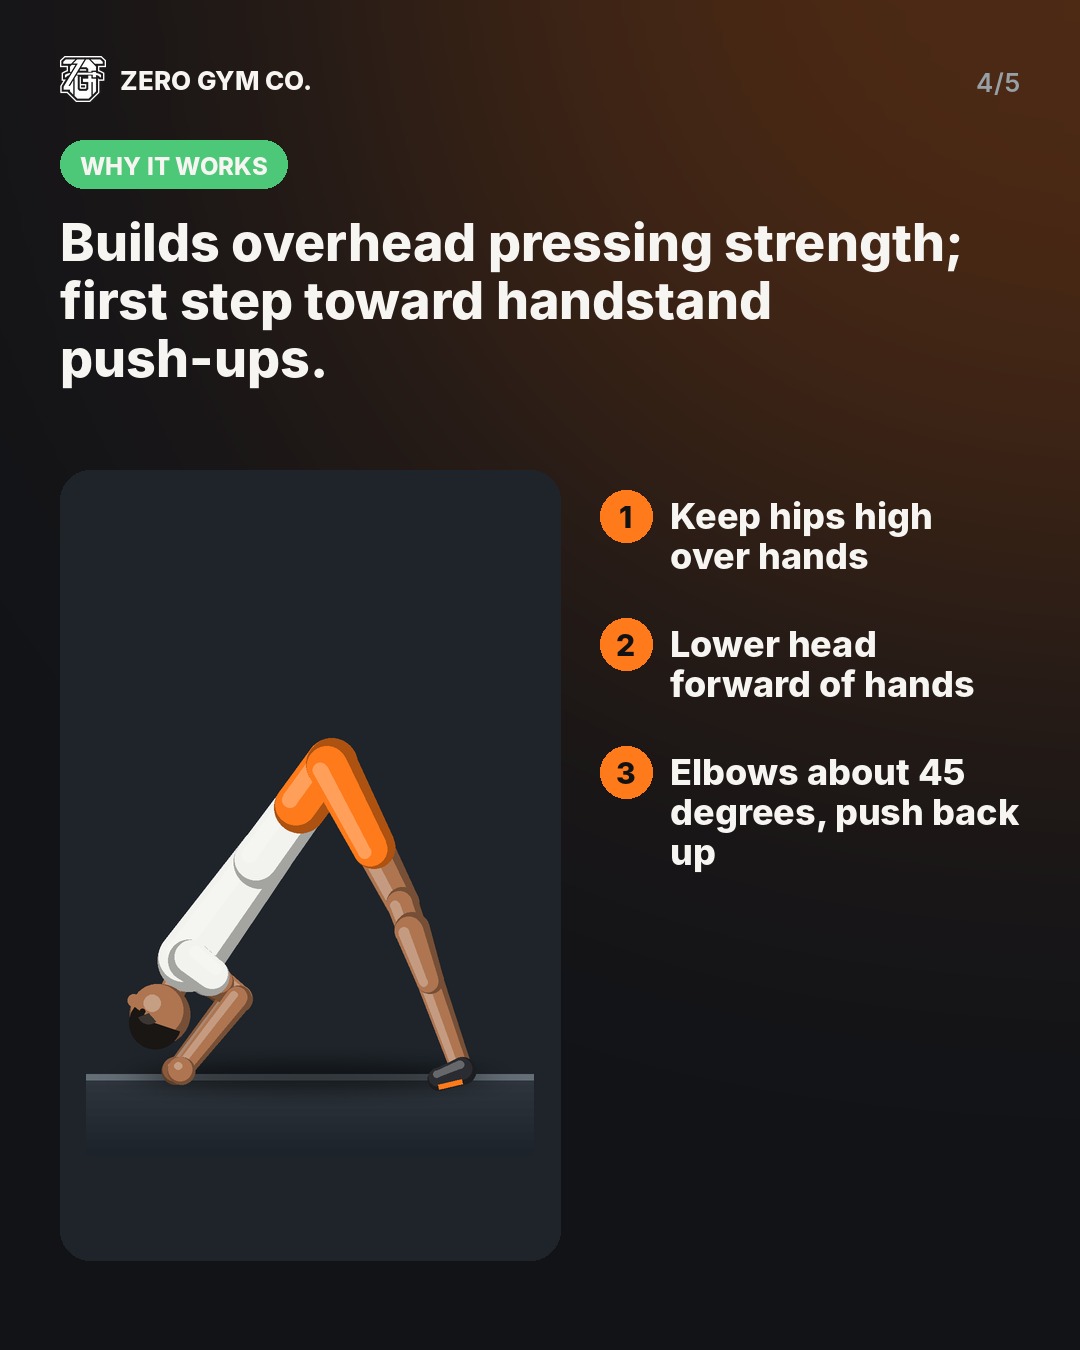 ZERO GYM CO.
4/5
WHY IT WORKS
Builds overhead pressing strength;
first step toward handstand
push-ups.
1 Keep hips high
over hands
2 Lower head
forward of hands
3 Elbows about 45
degrees, push back
up